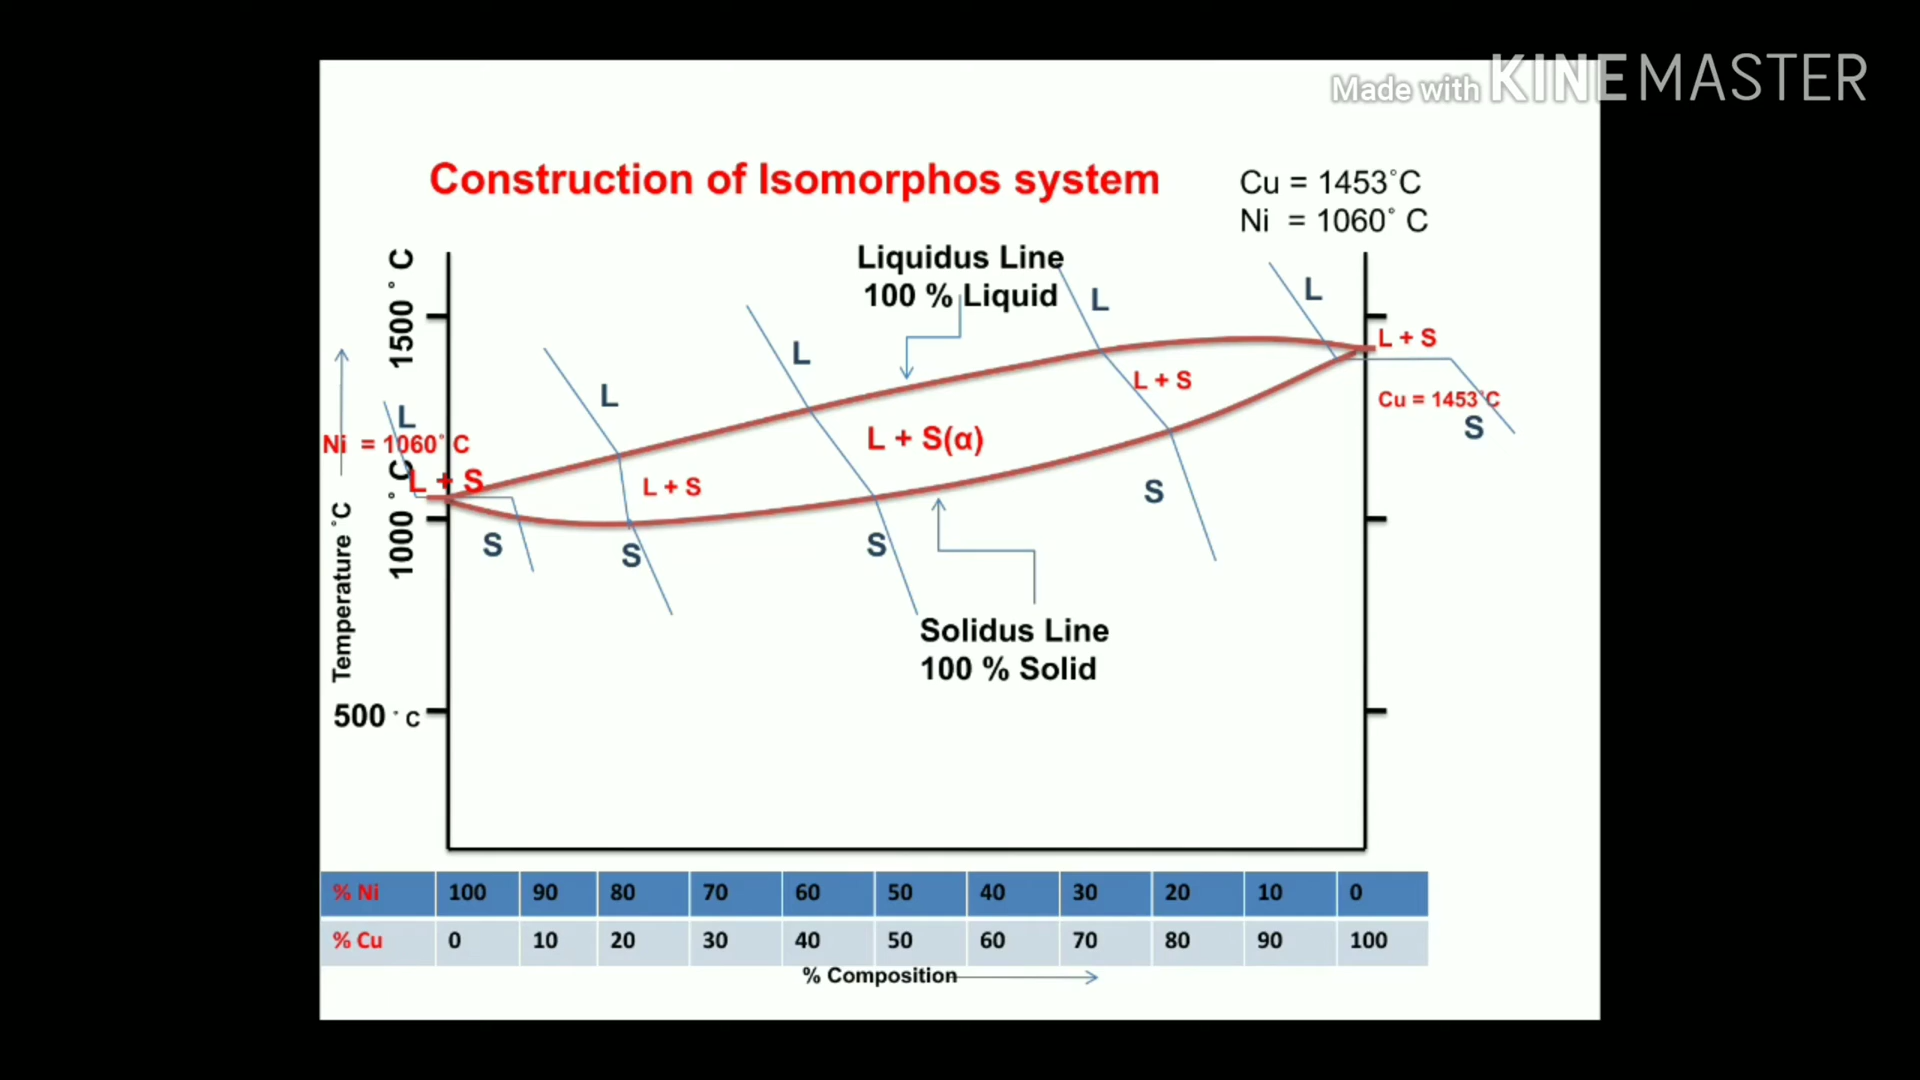 Made with KINEMASTER
Construction of Isomorphos system
Cu = 1453°C
Ni = 1060° C
Liquidus Line
100 % Liquid
1500 ° C
L
L
L
L
L
L + S
L + S
Cu = 1453°C
S
Ni = 1060° C
L + S(α)
L + S
L + S
S
1000 ° C
S
S
S
Temperature °C
Solidus Line
100 % Solid
500 ° C
% Ni 100 90 80 70 60 50 40 30 20 10 0
% Cu 0 10 20 30 40 50 60 70 80 90 100
% Composition